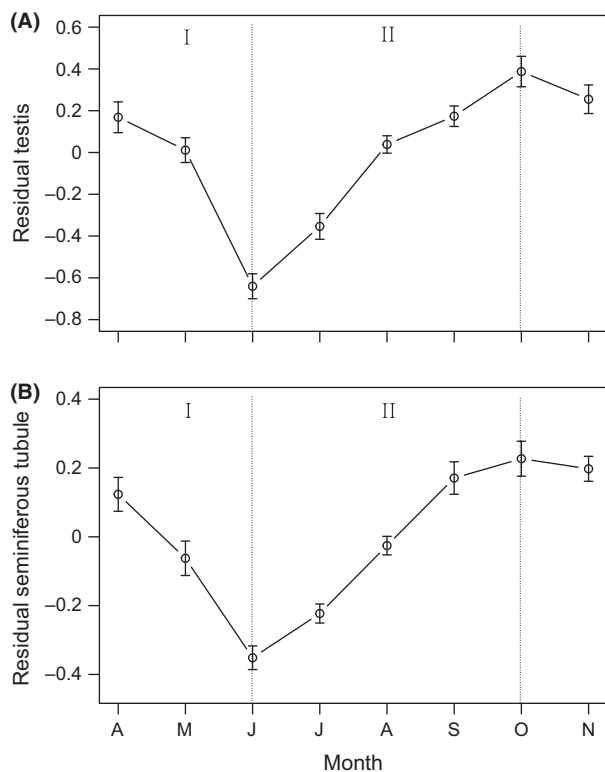 (A)
I
II
0.6
0.4
0.2
0
−0.2
−0.4
−0.6
−0.8
Residual testis
(B)
I
II
0.4
0.2
0
−0.2
−0.4
Residual seminiferous tubule
A M J J A S O N
Month